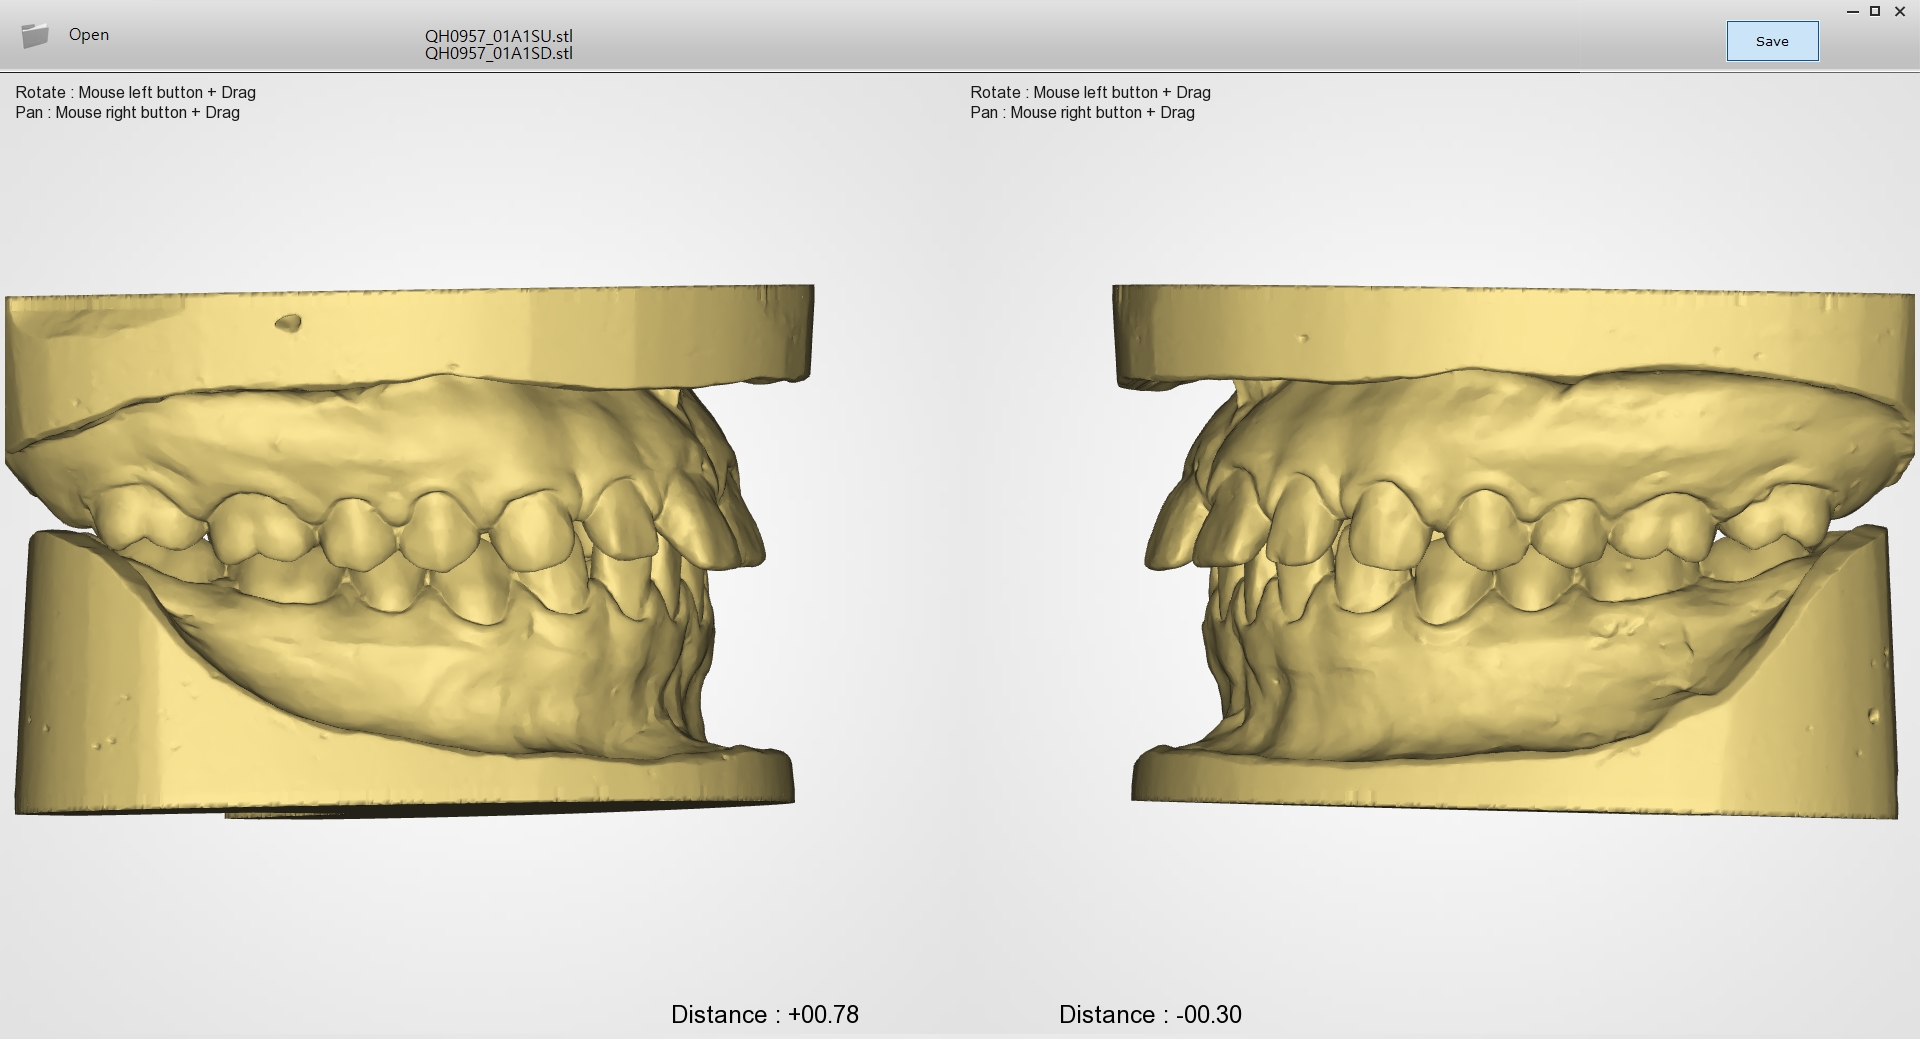 Open
QH0957_01A1SU.stl
QH0957_01A1SD.stl
Save
Rotate : Mouse left button + Drag
Pan : Mouse right button + Drag
Rotate : Mouse left button + Drag
Pan : Mouse right button + Drag
Distance : +00.78
Distance : -00.30